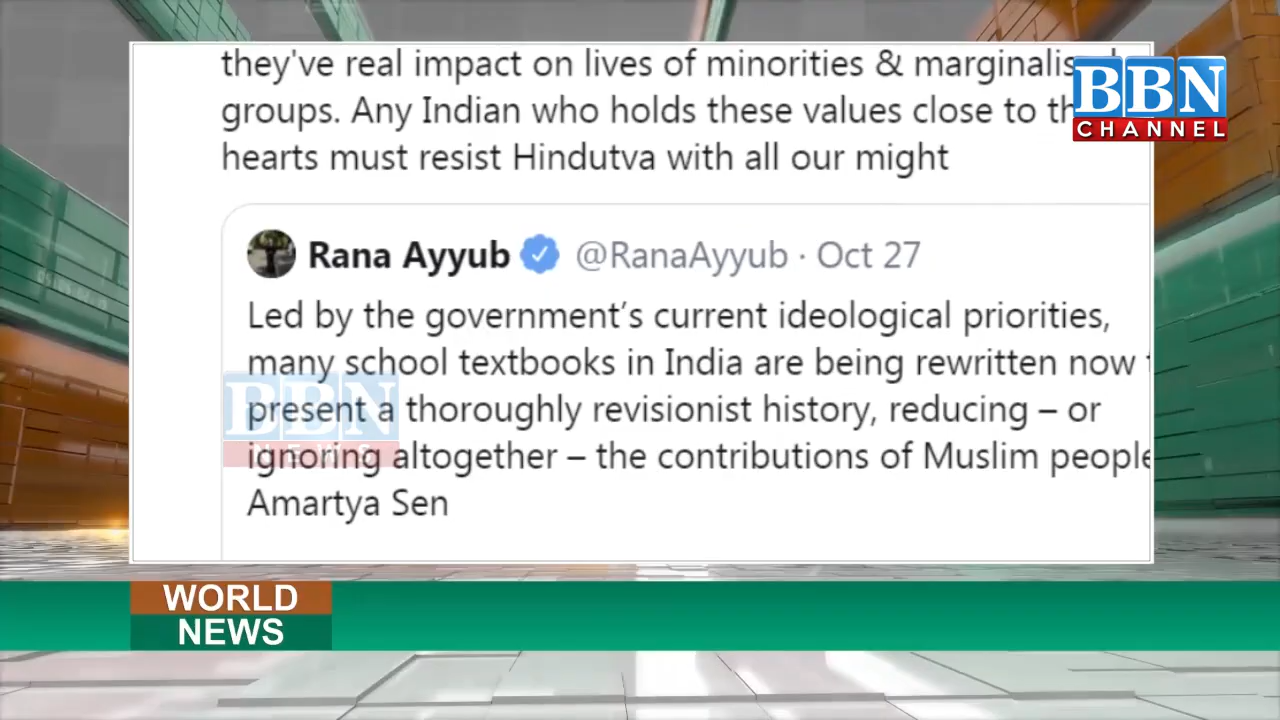 they've real impact on lives of minorities &
groups. Any Indian who holds these values close to
hearts must resist Hindutva with all our might
BBN
CHANNEL
Rana Ayyub @RanaAyyub · Oct 27
Led by the government’s current ideological priorities,
many school textbooks in India are being rewritten now
present a thoroughly revisionist history, reducing – or
ignoring altogether – the contributions of Muslim people
Amartya Sen
BBN
NEWS
WORLD
NEWS